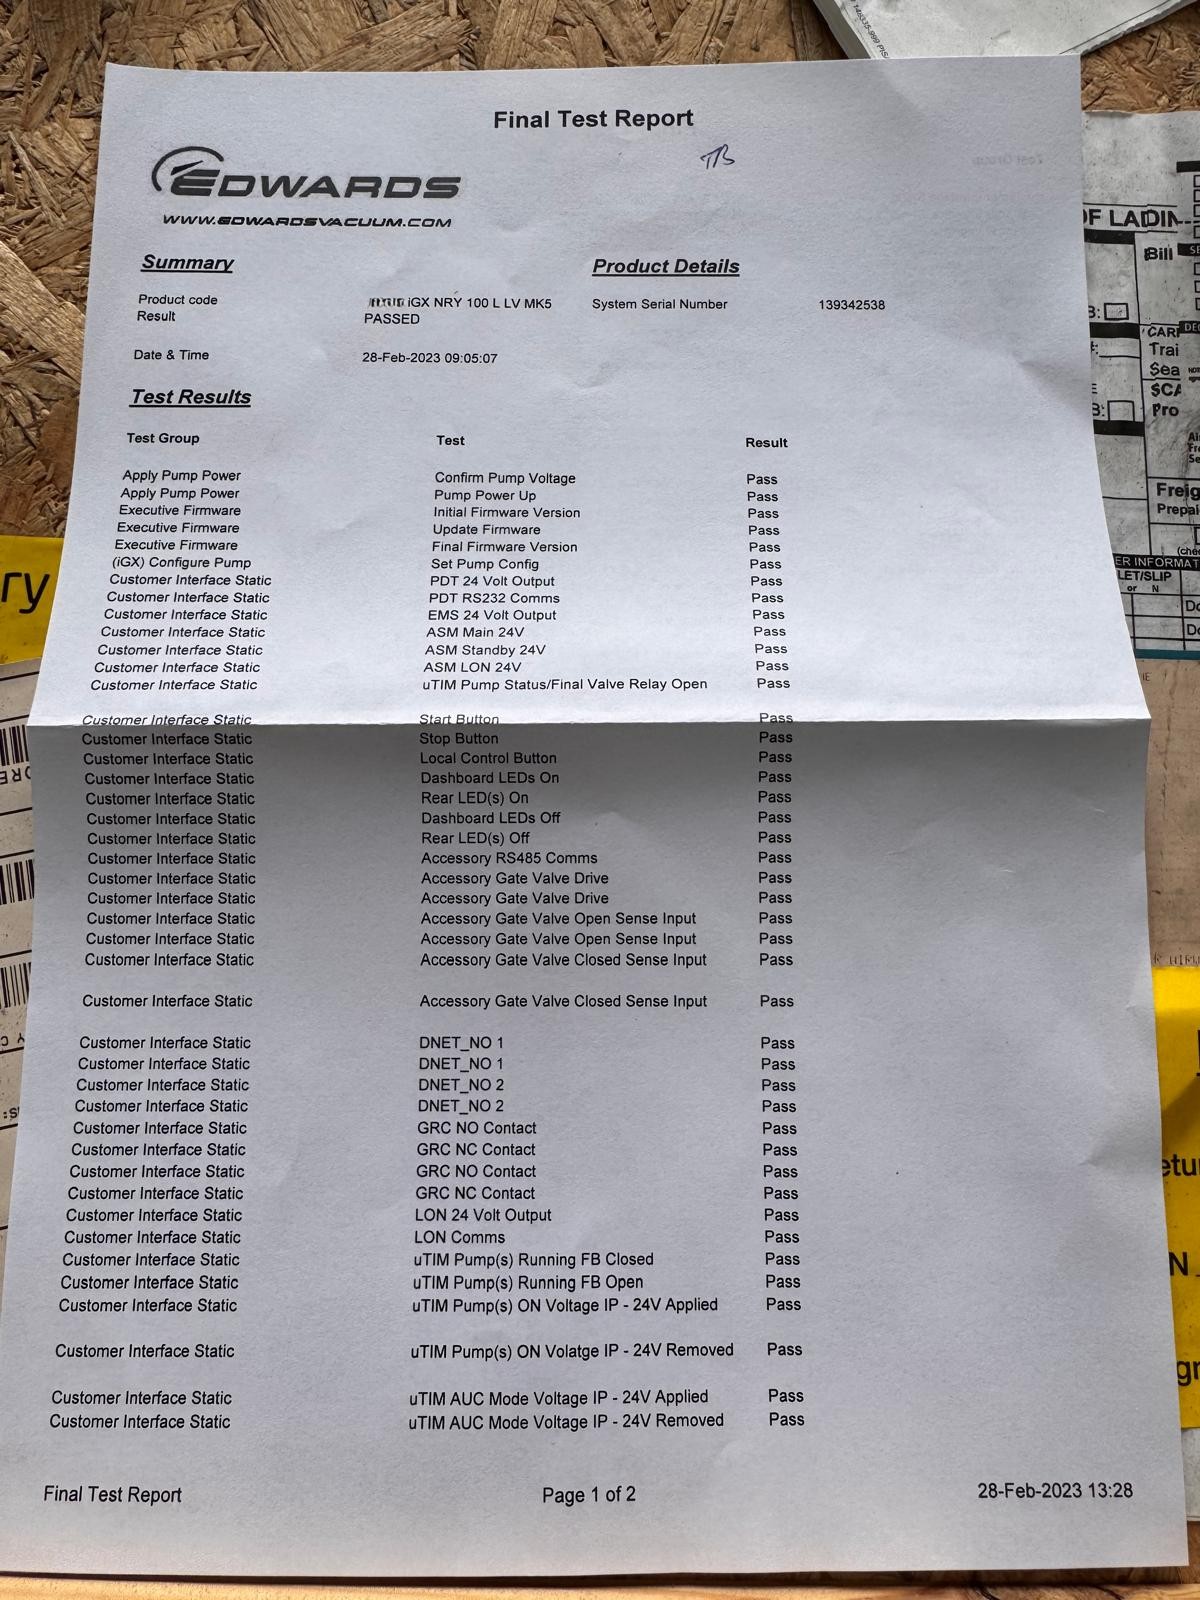 Final Test Report
TB
EDWARDS
WWW.EDWARDSVACUUM.COM
Summary Product Details
Product code iGX NRY 100 L LV MK5 System Serial Number 139342538
Result PASSED
Date & Time 28-Feb-2023 09:05:07
Test Results
Test Group Test Result
Apply Pump Power Confirm Pump Voltage Pass
Apply Pump Power Pump Power Up Pass
Executive Firmware Initial Firmware Version Pass
Executive Firmware Update Firmware Pass
Executive Firmware Final Firmware Version Pass
(iGX) Configure Pump Set Pump Config Pass
Customer Interface Static PDT 24 Volt Output Pass
Customer Interface Static PDT RS232 Comms Pass
Customer Interface Static EMS 24 Volt Output Pass
Customer Interface Static ASM Main 24V Pass
Customer Interface Static ASM Standby 24V Pass
Customer Interface Static ASM LON 24V Pass
Customer Interface Static uTIM Pump Status/Final Valve Relay Open Pass
Customer Interface Static Start Button Pass
Customer Interface Static Stop Button Pass
Customer Interface Static Local Control Button Pass
Customer Interface Static Dashboard LEDs On Pass
Customer Interface Static Rear LED(s) On Pass
Customer Interface Static Dashboard LEDs Off Pass
Customer Interface Static Rear LED(s) Off Pass
Customer Interface Static Accessory RS485 Comms Pass
Customer Interface Static Accessory Gate Valve Drive Pass
Customer Interface Static Accessory Gate Valve Drive Pass
Customer Interface Static Accessory Gate Valve Open Sense Input Pass
Customer Interface Static Accessory Gate Valve Open Sense Input Pass
Customer Interface Static Accessory Gate Valve Closed Sense Input Pass
Customer Interface Static Accessory Gate Valve Closed Sense Input Pass
Customer Interface Static DNET_NO 1 Pass
Customer Interface Static DNET_NO 1 Pass
Customer Interface Static DNET_NO 2 Pass
Customer Interface Static DNET_NO 2 Pass
Customer Interface Static GRC NO Contact Pass
Customer Interface Static GRC NC Contact Pass
Customer Interface Static GRC NO Contact Pass
Customer Interface Static GRC NC Contact Pass
Customer Interface Static LON 24 Volt Output Pass
Customer Interface Static LON Comms Pass
Customer Interface Static uTIM Pump(s) Running FB Closed Pass
Customer Interface Static uTIM Pump(s) Running FB Open Pass
Customer Interface Static uTIM Pump(s) ON Voltage IP - 24V Applied Pass
Customer Interface Static uTIM Pump(s) ON Volatge IP - 24V Removed Pass
Customer Interface Static uTIM AUC Mode Voltage IP - 24V Applied Pass
Customer Interface Static uTIM AUC Mode Voltage IP - 24V Removed Pass
Final Test Report Page 1 of 2 28-Feb-2023 13:28
OF LADIN
Bill
Trai
Sea
Pro
Freig
Prepai
ER INFORMAT
LET/SLIP
or N
ry